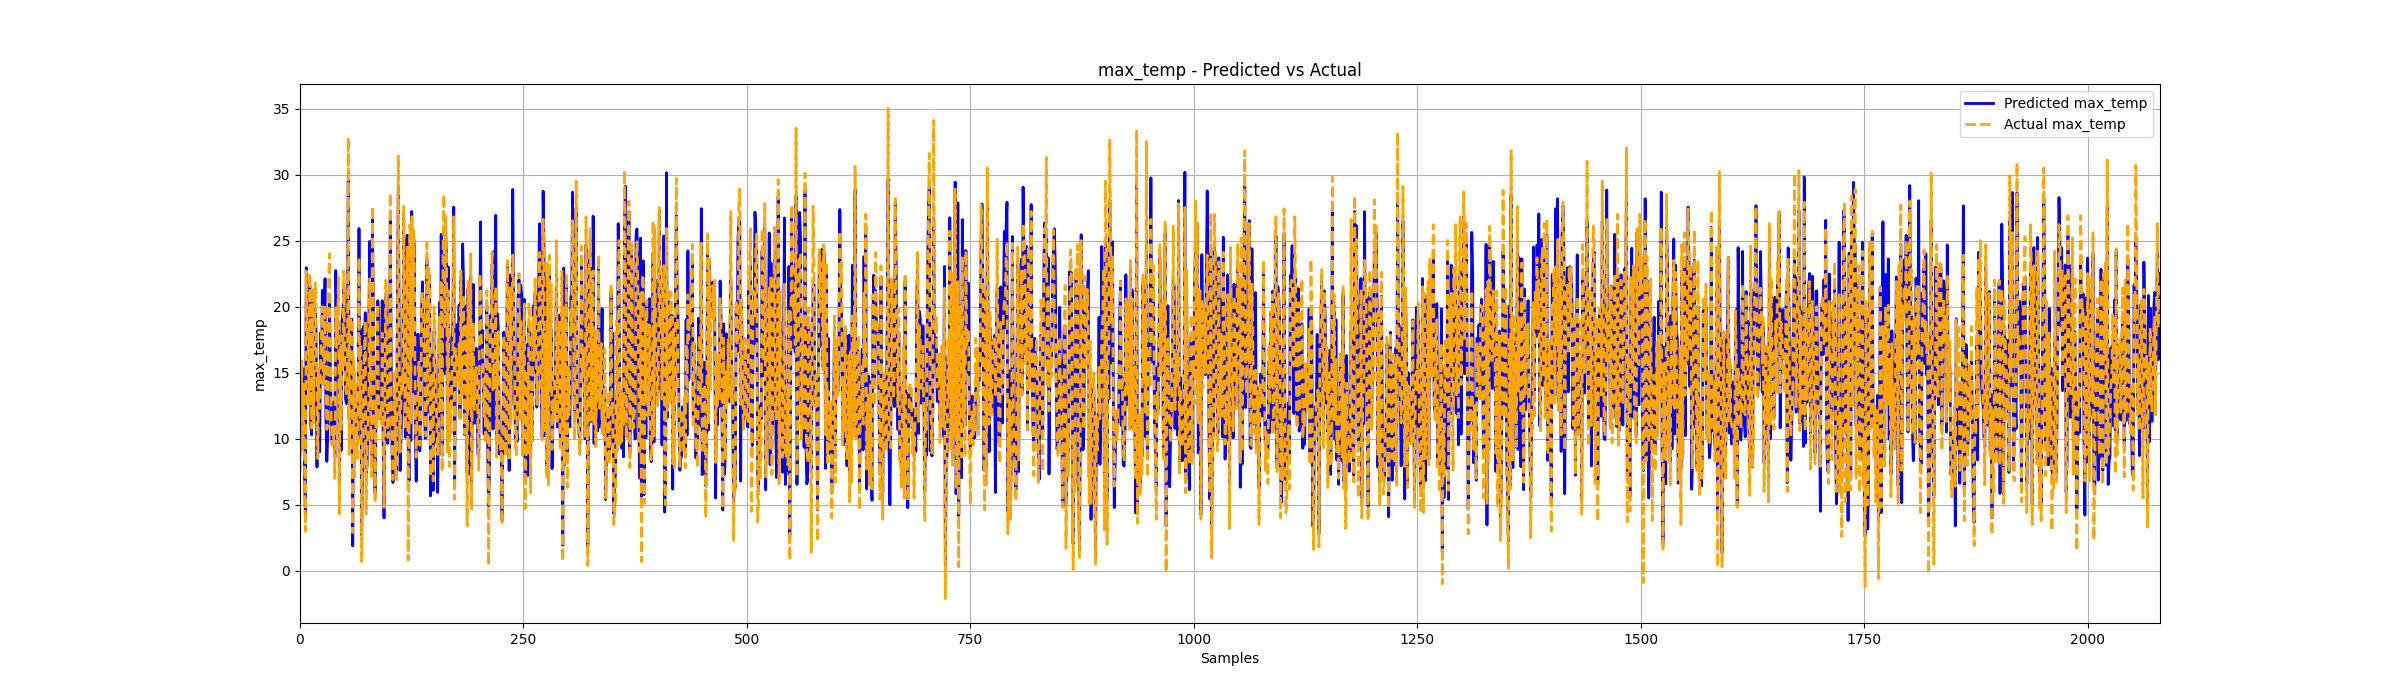 max_temp - Predicted vs Actual
Predicted max_temp
Actual max_temp
max_temp
35
30
25
20
15
10
5
0
0 250 500 750 1000 1250 1500 1750 2000
Samples